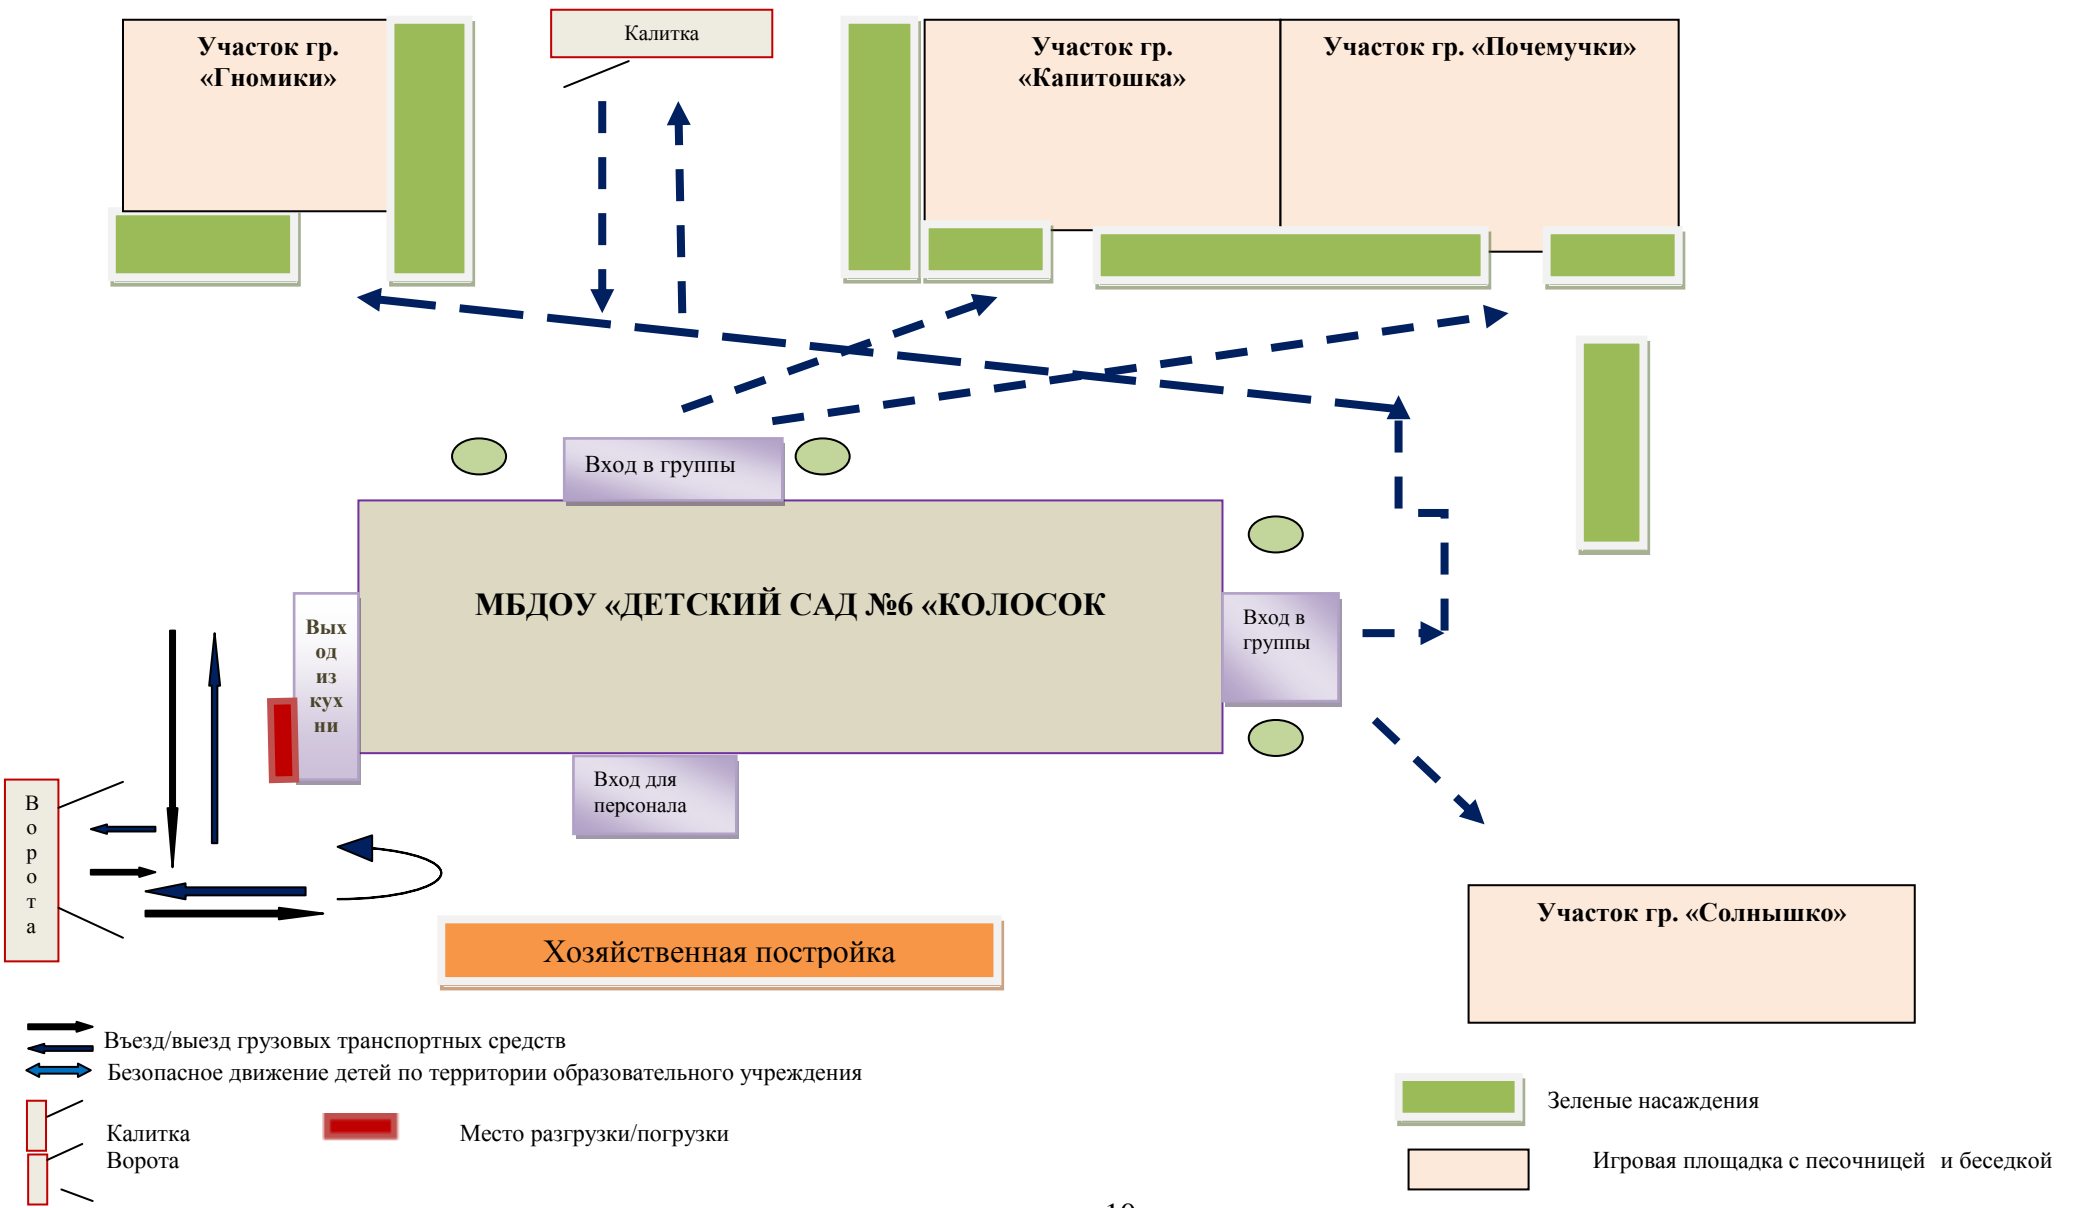 Участок гр.
«Гномики»
Калитка
Участок гр.
«Капитошка»
Участок гр. «Почемучки»
Вход в группы
МБДОУ «ДЕТСКИЙ САД №6 «КОЛОСОК
Вход в
группы
Вых
од
из
кух
ни
Вход для
персонала
В
о
р
о
т
а
Хозяйственная постройка
Участок гр. «Солнышко»
Въезд/выезд грузовых транспортных средств
Безопасное движение детей по территории образовательного учреждения
Калитка
Ворота
Место разгрузки/погрузки
Зеленые насаждения
Игровая площадка с песочницей и беседкой